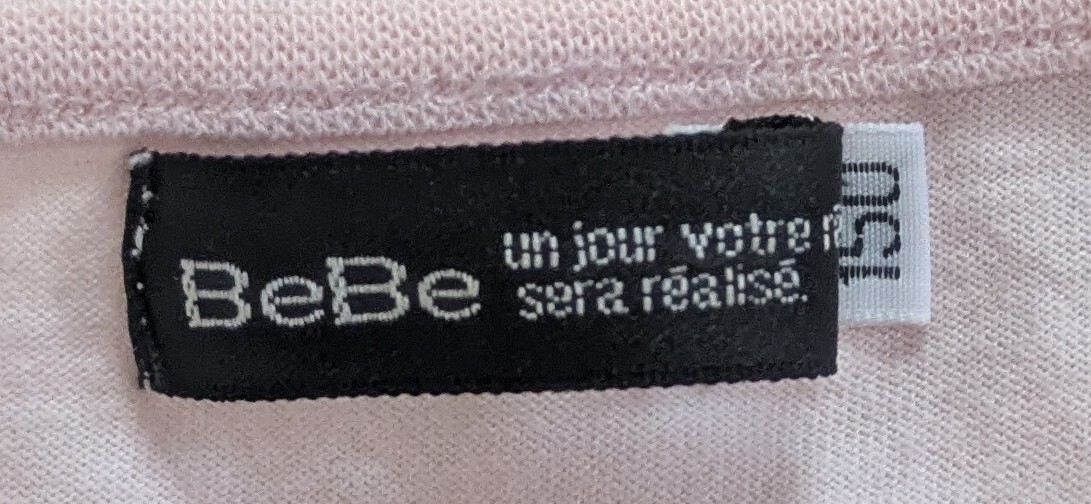 BeBe
un jour votre r
sera réalisé.
150